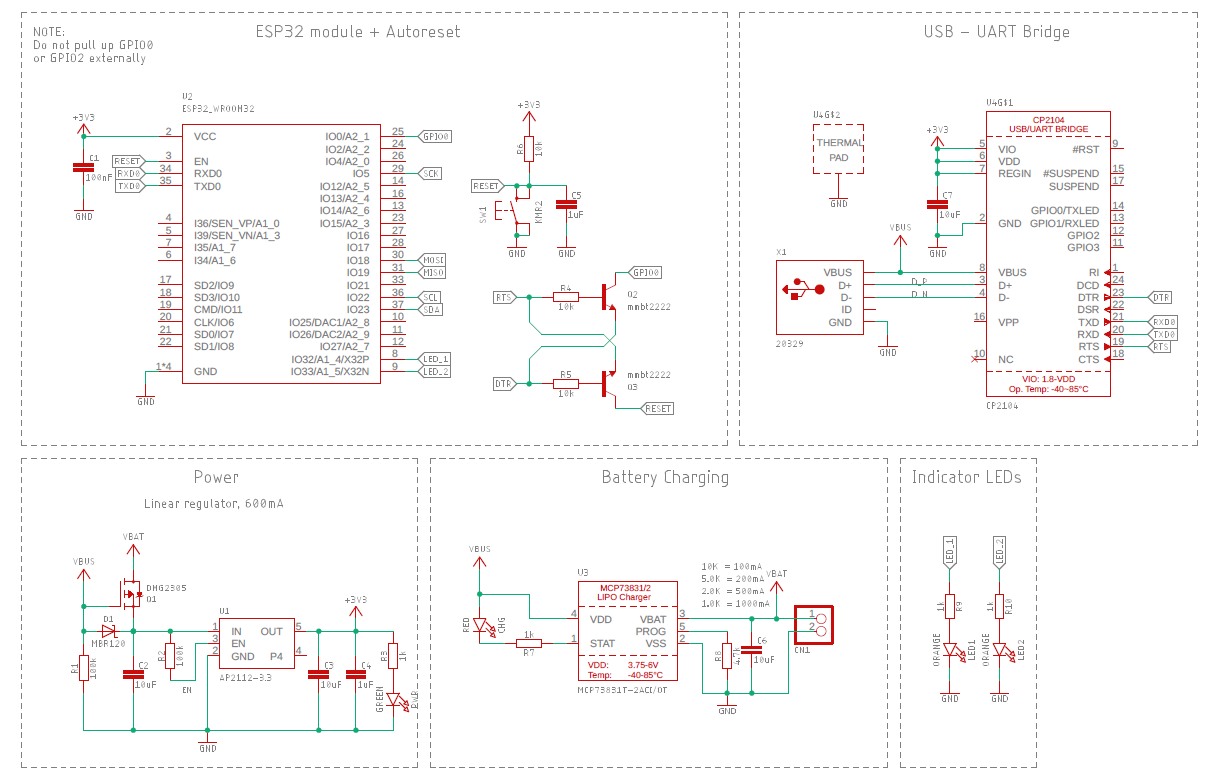 ESP32 module + Autoreset
NOTE:
Do not pull up GPIO0
or GPIO2 externally
U2
ESP32_WROOM32
+3V3
C1
100nF
GND
RESET
RXD0
TXD0
2 VCC
3 EN
34 RXD0
35 TXD0
4 I36/SEN_VP/A1_0
5 I39/SEN_VN/A1_3
7 I35/A1_7
6 I34/A1_6
17 SD2/IO9
18 SD3/IO10
19 CMD/IO11
20 CLK/IO6
21 SD0/IO7
22 SD1/IO8
1*4 GND
GND
IO0/A2_1 25 GPIO0
IO2/A2_2 24
IO4/A2_0 26
IO5 29 SCK
IO12/A2_5 14
IO13/A2_4 16
IO14/A2_6 13
IO15/A2_3 23
IO16 27
IO17 28
IO18 30 MOSI
IO19 31 MISO
IO21 33
IO22 36 SCL
IO23 37 SDA
IO25/DAC1/A2_8 10
IO26/DAC2/A2_9 11
IO27/A2_7 12
IO32/A1_4/X32P 8 LED_1
IO33/A1_5/X32N 9 LED_2
+3V3
R6
10k
RESET
SW1
KMR2
C5
1uF
GND
GND
GPIO0
RTS
R4
10k
Q2
mmbt2222
DTR
R5
10k
mmbt2222
Q3
RESET
USB - UART Bridge
U4G$2
THERMAL
PAD
GND
U4G$1
CP2104
USB/UART BRIDGE
+3V3
C7
10uF
GND
5 VIO
6 VDD
7 REGIN
2 GND
8 VBUS
3 D+
4 D-
16 VPP
10 NC
#RST 9
#SUSPEND 15
SUSPEND 17
GPIO0/TXLED 14
GPIO1/RXLED 13
GPIO2 12
GPIO3 11
RI 1
DCD 24
DTR 23 DTR
DSR 22
TXD 21 RXD0
RXD 20 TXD0
RTS 19 RTS
CTS 18
VIO: 1.8-VDD
Op. Temp: -40~85°C
CP2104
VBUS
X1
VBUS
D+
D-
ID
GND
D_P
D_N
20329
GND
Power
Linear regulator, 600mA
VBAT
VBUS
DMG2305
Q1
D1
MBR120
R1
100k
C2
10uF
R2
100k
EN
U1
1 IN
3 EN
2 GND
OUT 5
P4 4
AP2112-3.3
+3V3
C3
10uF
C4
10uF
R3
1k
GREEN
PWR
GND
Battery Charging
VBUS
RED
CHG
1k
R7
U3
MCP73831/2
LIPO Charger
4 VDD
1 STAT
VBAT 3
PROG 5
VSS 2
VDD: 3.75-6V
Temp: -40-85°C
MCP73831T-2ACI/OT
10K = 100mA
5.0K = 200mA
2.0K = 500mA
1.0K = 1000mA
VBAT
R8
4.7k
C6
10uF
GND
1
2
CN1
Indicator LEDs
LED_1
LED_2
1k
R9
1k
R10
ORANGE
LED1
ORANGE
LED2
GND
GND